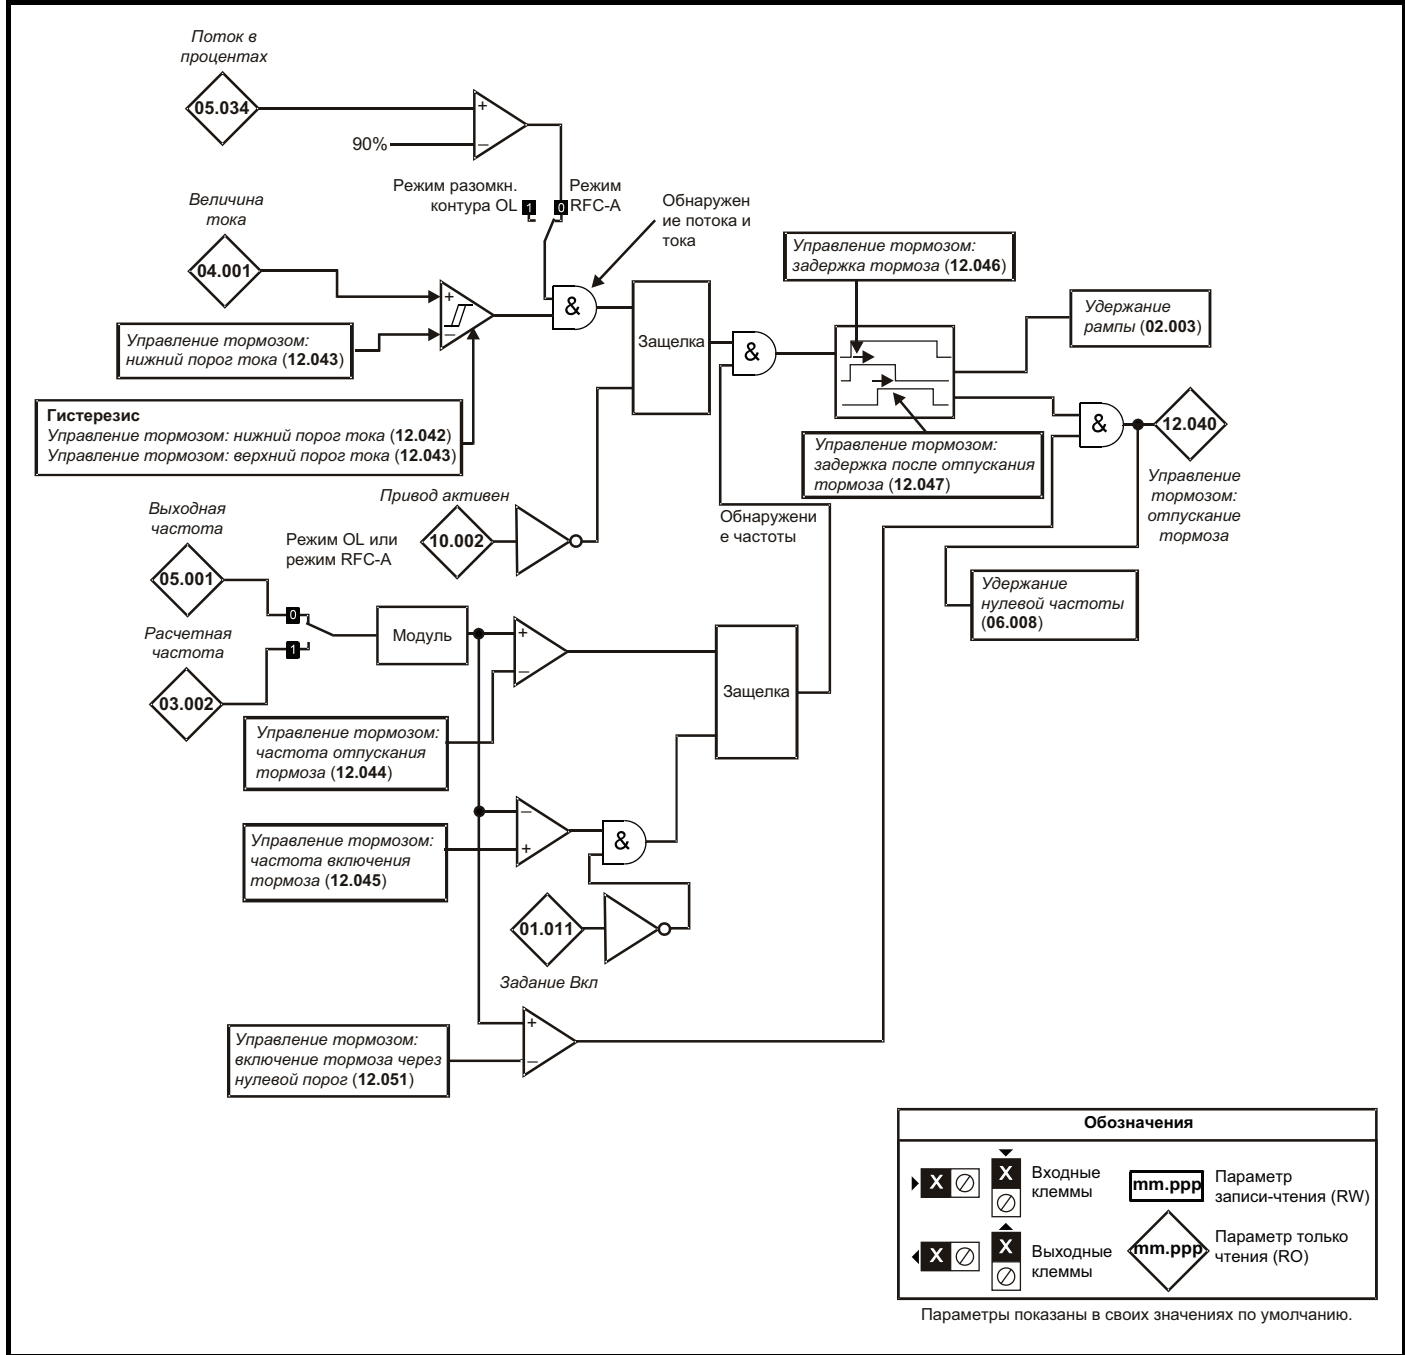 Поток в
процентах
05.034
+
90%
–
Режим разомкн.
контура OL
1
0
Режим
RFC-A
Обнаружен
ие потока и
тока
Величина
тока
04.001
+
–
Управление тормозом:
нижний порог тока (12.043)
&
Защелка
&
Управление тормозом:
задержка тормоза (12.046)
Удержание
рампы (02.003)
Гистерезис
Управление тормозом: нижний порог тока (12.042)
Управление тормозом: верхний порог тока (12.043)
Управление тормозом:
задержка после отпускания
тормоза (12.047)
&
12.040
Управление
тормозом:
отпускание
тормоза
Привод активен
10.002
Обнаружени
е частоты
Удержание
нулевой частоты
(06.008)
Выходная
частота
05.001
Режим OL или
режим RFC-A
0
1
Расчетная
частота
03.002
Модуль
+
–
Защелка
Управление тормозом:
частота отпускания
тормоза (12.044)
–
+
&
Управление тормозом:
частота включения
тормоза (12.045)
01.011
Задание Вкл
+
–
Управление тормозом:
включение тормоза через
нулевой порог (12.051)
Обозначения
X
X
Входные
клеммы
mm.ppp
Параметр
записи-чтения (RW)
X
X
Выходные
клеммы
mm.ppp
Параметр только
чтения (RO)
Параметры показаны в своих значениях по умолчанию.